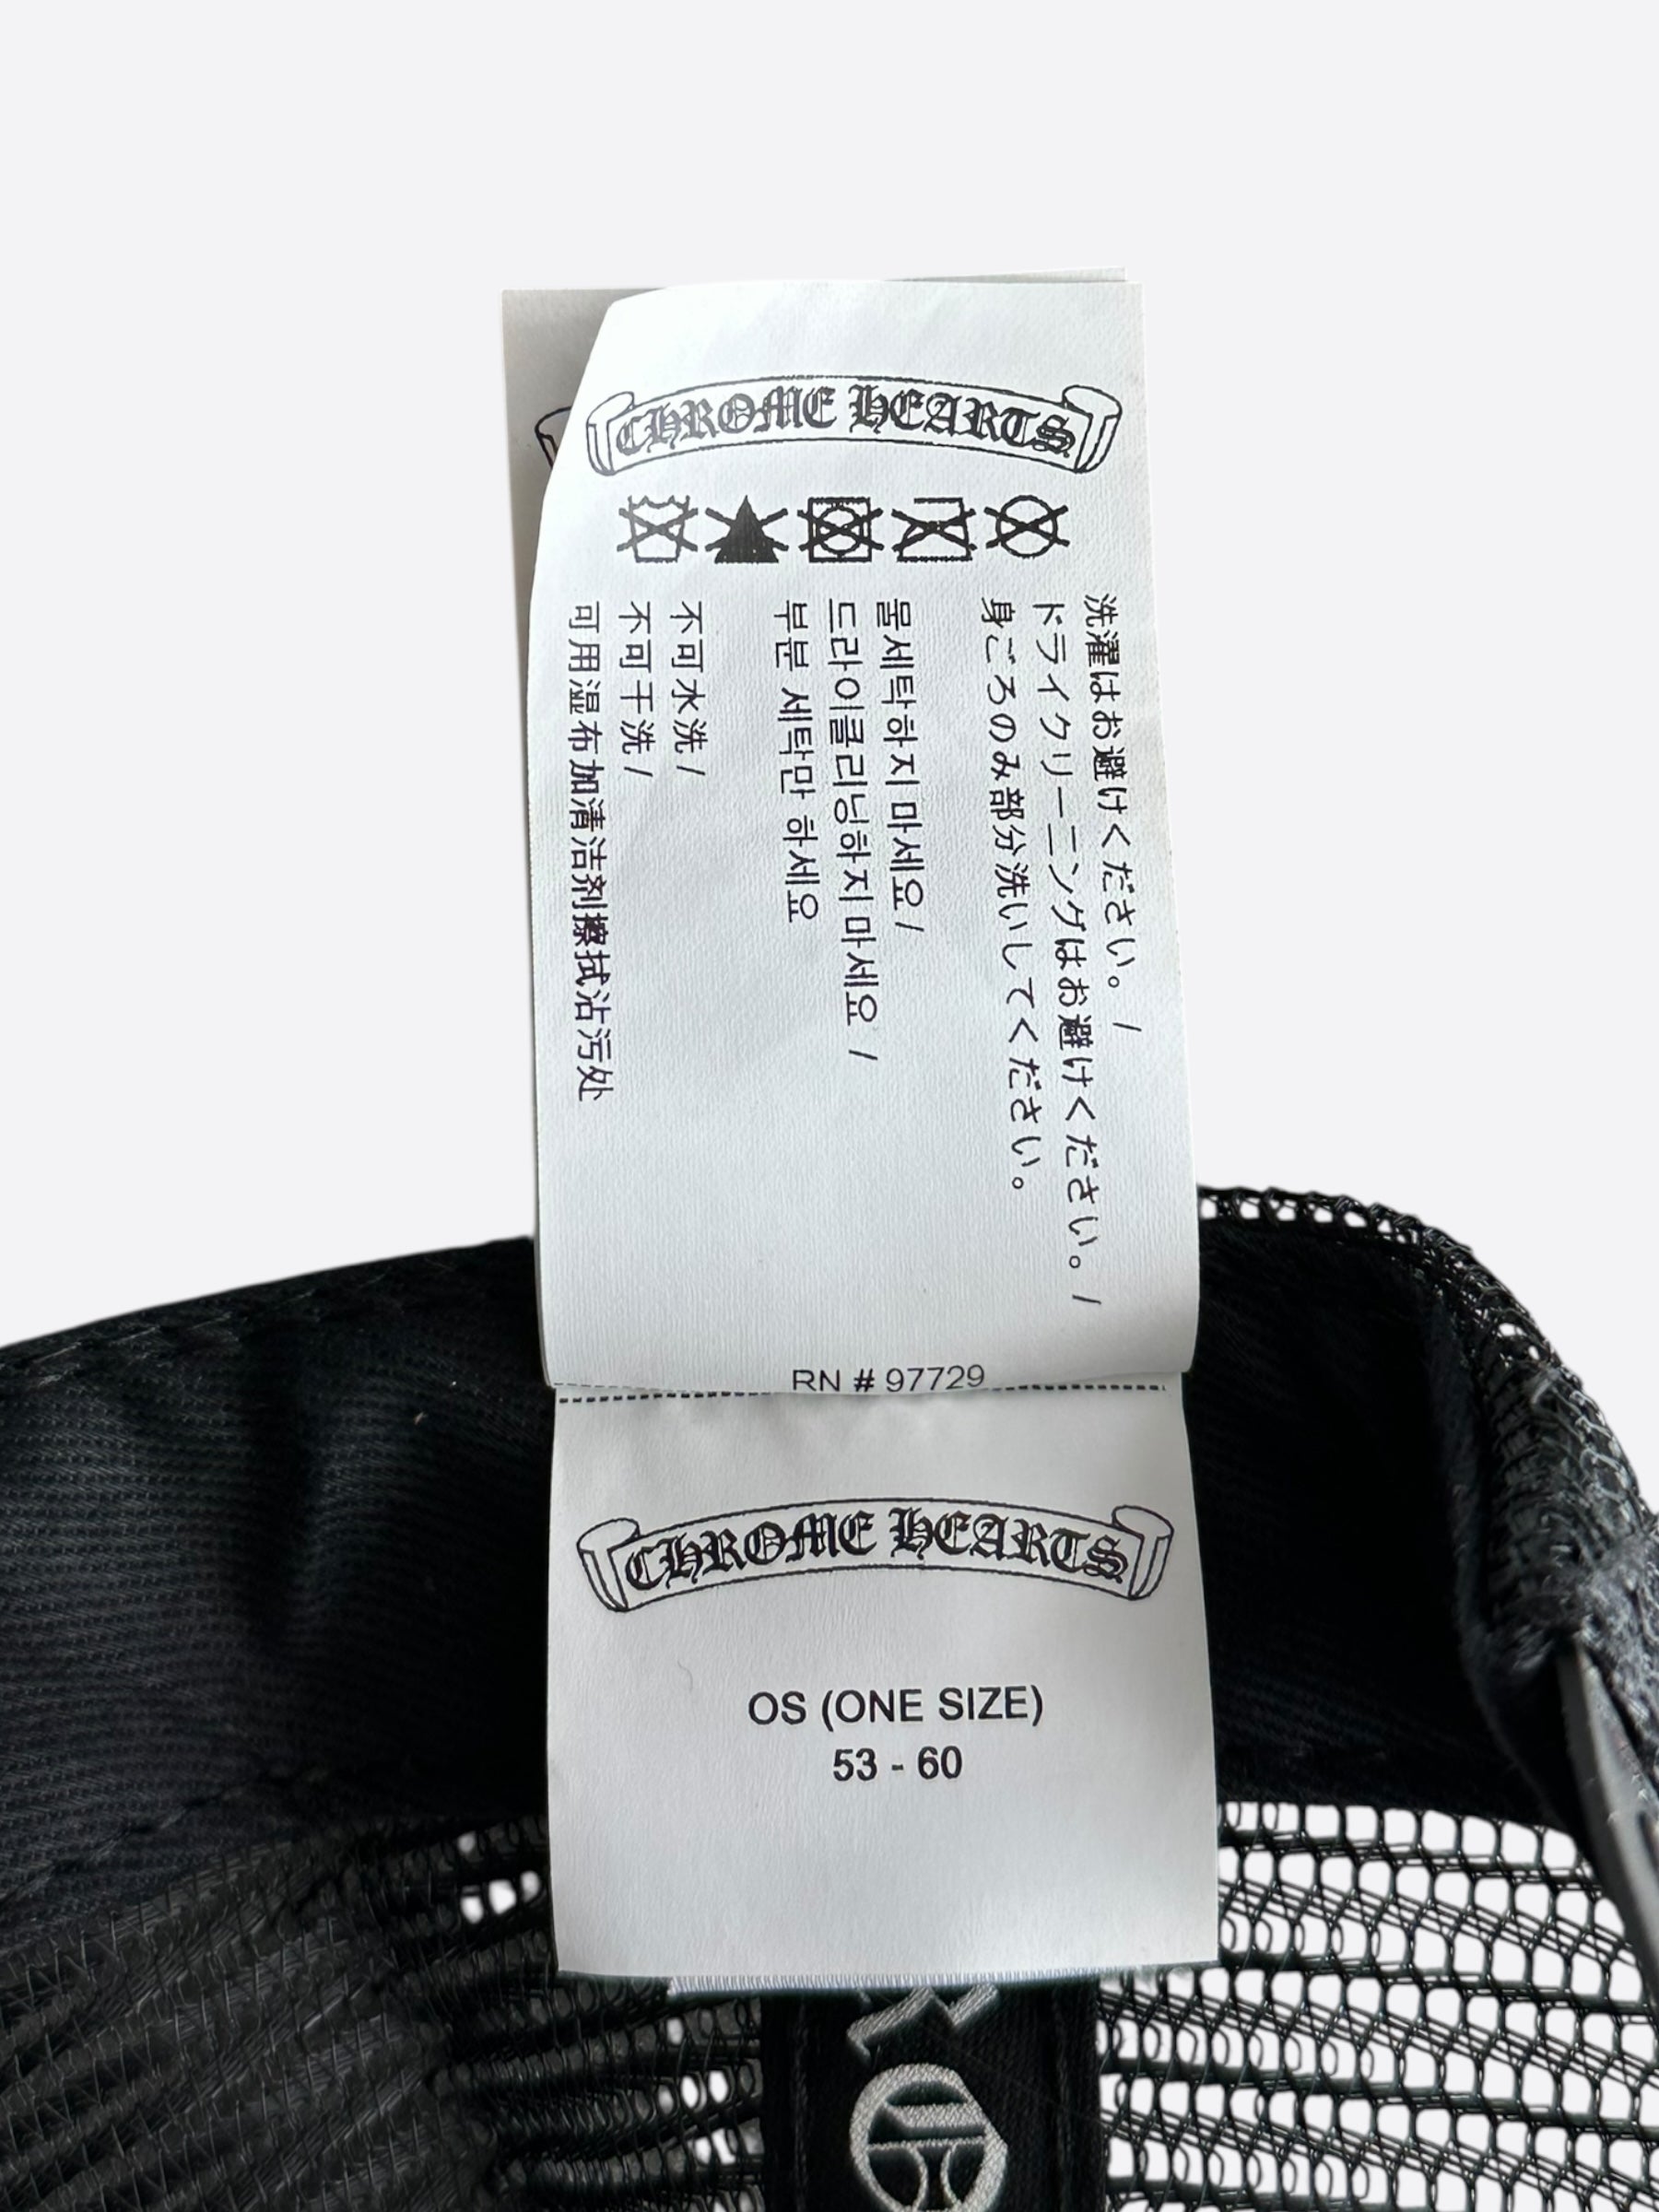 CHROME HEARTS
洗濯はお避けください。/
ドライクリーニングはお避けください。/
身ごろのみ部分洗いしてください。
물세탁하지 마세요/
드라이클리닝하지 마세요 /
부분 세탁만 하세요
不可水洗/
不可干洗/
可用湿布加清洁剂擦拭沾污处
RN # 97729
CHROME HEARTS
OS (ONE SIZE)
53 - 60